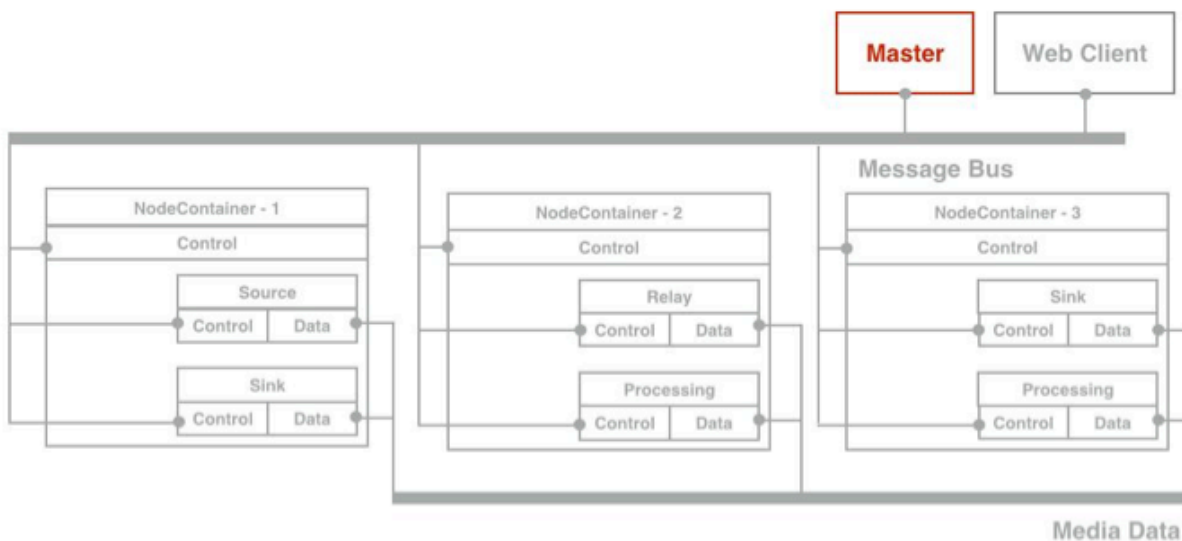 Master
Web Client
Message Bus
NodeContainer - 1
Control
Source
Control Data
Sink
Control Data
NodeContainer - 2
Control
Relay
Control Data
Processing
Control Data
NodeContainer - 3
Control
Sink
Control Data
Processing
Control Data
Media Data